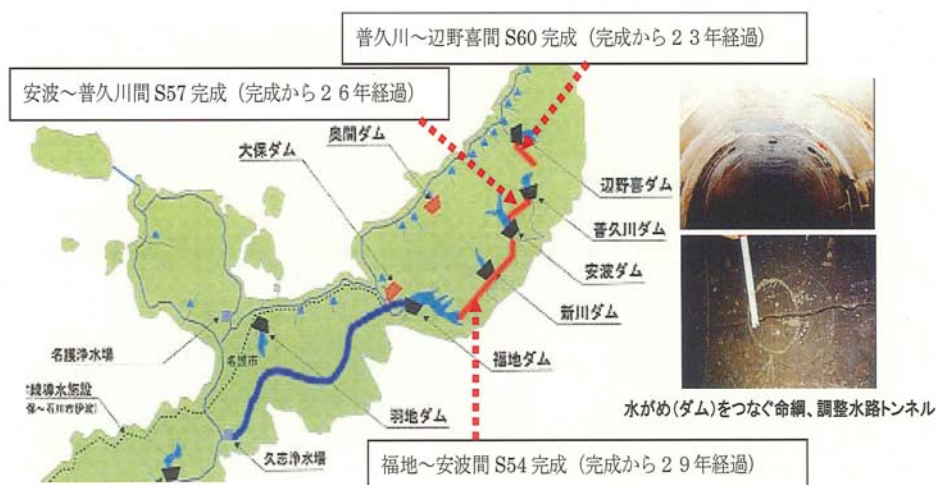 普久川～辺野喜間 S60 完成（完成から２３年経過）
安波～普久川間 S57 完成（完成から２６年経過）
奥間ダム
大保ダム
辺野喜ダム
普久川ダム
安波ダム
新川ダム
福地ダム
名護浄水場
名護市
羽地ダム
久志浄水場
水がめ(ダム)をつなぐ命綱、調整水路トンネル
福地～安波間 S54 完成（完成から２９年経過）